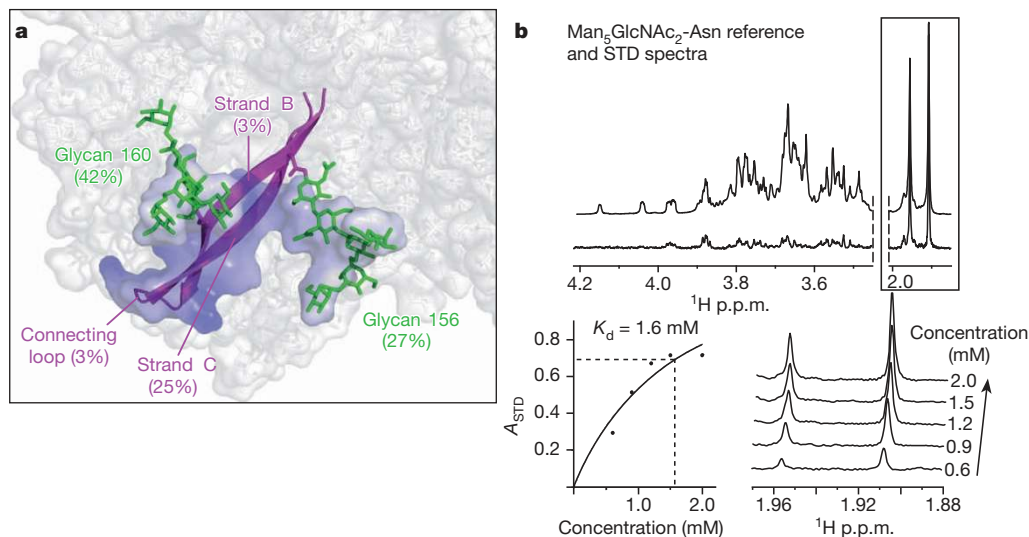 a
Strand B
(3%)
Glycan 160
(42%)
Connecting
loop (3%)
Strand C
(25%)
Glycan 156
(27%)
b
Man5GlcNAc2-Asn reference
and STD spectra
4.2 4.0 3.8 3.6 2.0
1H p.p.m.
Kd = 1.6 mM
0.8
0.6
0.4
0.2
ASTD
1.0 2.0
Concentration (mM)
Concentration
(mM)
2.0
1.5
1.2
0.9
0.6
1.96 1.92 1.88
1H p.p.m.